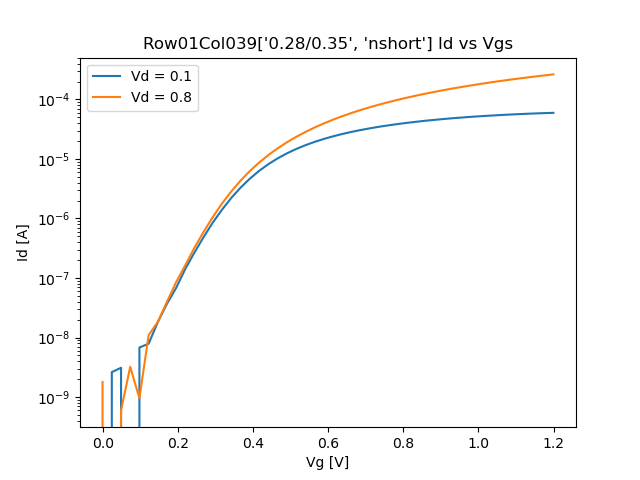 Row01Col039['0.28/0.35', 'nshort'] Id vs Vgs
Vd = 0.1
Vd = 0.8
Id [A]
10⁻⁴
10⁻⁵
10⁻⁶
10⁻⁷
10⁻⁸
10⁻⁹
0.0 0.2 0.4 0.6 0.8 1.0 1.2
Vg [V]